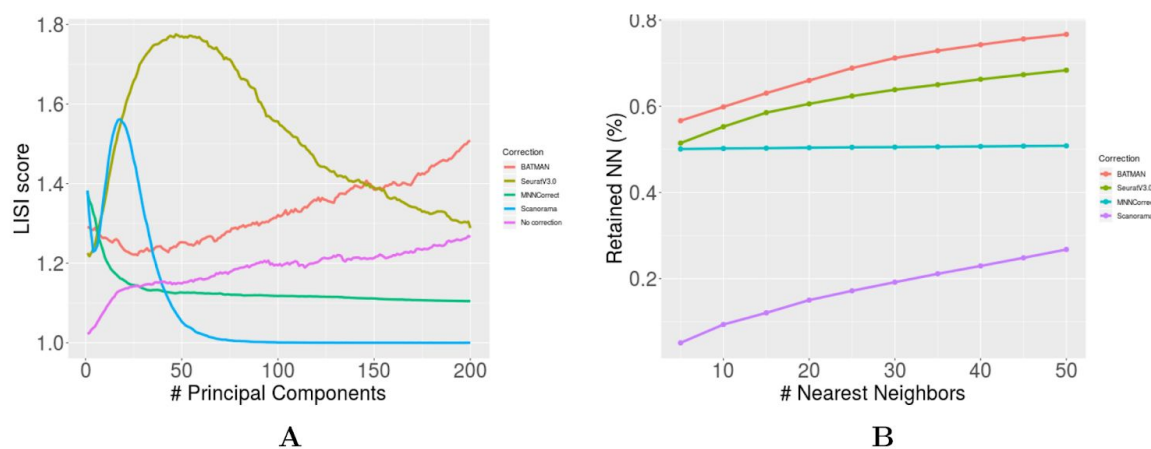 1.8
1.6
1.4
1.2
1.0
LISI score
0 50 100 150 200
# Principal Components
Correction
BATMAN
SeuratV3.0
MNNCorrect
Scanorama
No correction
A
0.8
0.6
0.4
0.2
Retained NN (%)
10 20 30 40 50
# Nearest Neighbors
Correction
BATMAN
SeuratV3.0
MNNCorrect
Scanorama
B